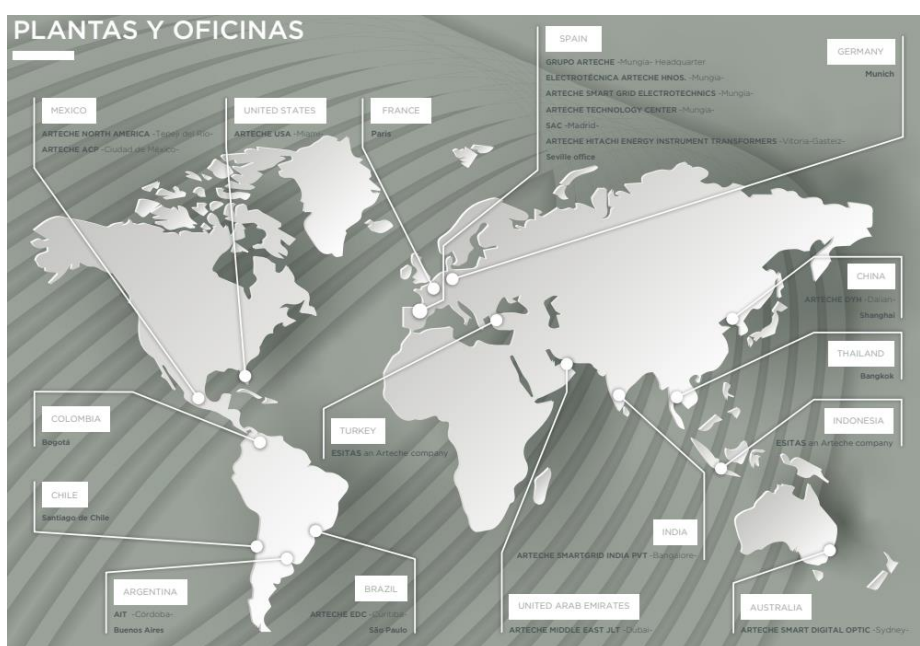 PLANTAS Y OFICINAS
SPAIN
GRUPO ARTECHE -Mungia- Headquarter
ELECTROTÉCNICA ARTECHE HNOS. -Mungia-
ARTECHE SMART GRID ELECTROTECHNICS -Mungia-
ARTECHE TECHNOLOGY CENTER -Mungia-
SAC -Madrid-
ARTECHE HITACHI ENERGY INSTRUMENT TRANSFORMERS -Vitoria-Gasteiz-
Seville office
GERMANY
Munich
MEXICO
ARTECHE NORTH AMERICA -Tepeji del Río-
ARTECHE ACP -Ciudad de México-
UNITED STATES
ARTECHE USA -Miami-
FRANCE
Paris
CHINA
ARTECHE DYH -Dalian-
Shanghai
THAILAND
Bangkok
COLOMBIA
Bogotá
TURKEY
ESITAS an Arteche company
INDONESIA
ESITAS an Arteche company
CHILE
Santiago de Chile
INDIA
ARTECHE SMARTGRID INDIA PVT -Bangalore-
ARGENTINA
AIT -Córdoba-
Buenos Aires
BRAZIL
ARTECHE EDC -Curitiba-
São Paulo
UNITED ARAB EMIRATES
ARTECHE MIDDLE EAST JLT -Dubai-
AUSTRALIA
ARTECHE SMART DIGITAL OPTIC -Sydney-